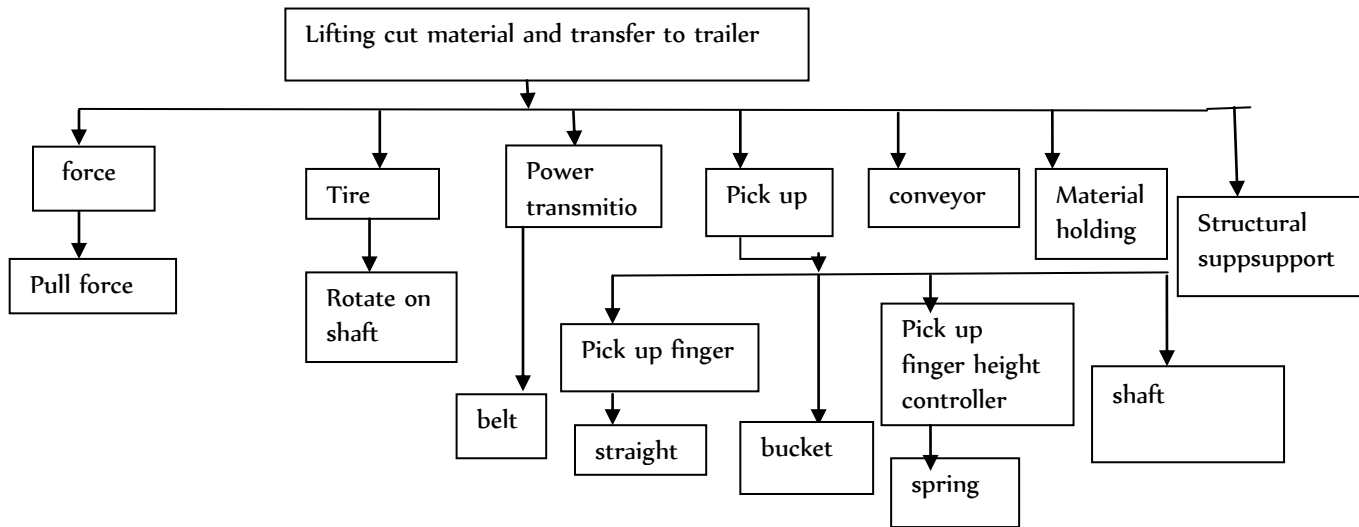 Lifting cut material and transfer to trailer
force
Tire
Power
transmitio
Pick up
conveyor
Material
holding
Structural
suppsupport
Pull force
Rotate on
shaft
Pick up finger
Pick up
finger height
controller
shaft
belt
straight
bucket
spring